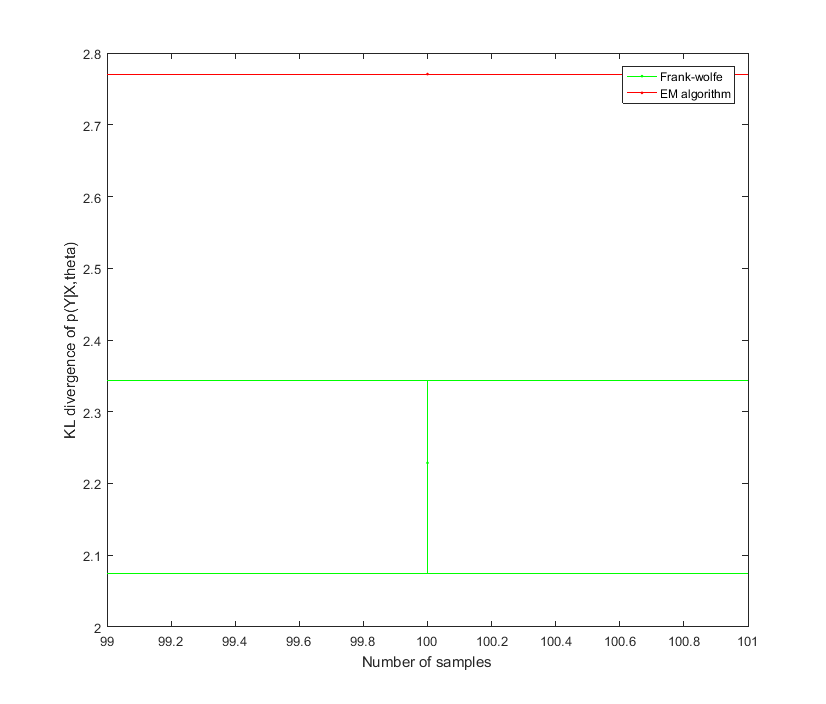 2.8
2.7
2.6
2.5
2.4
2.3
2.2
2.1
2
KL divergence of p(Y|X,theta)
Frank-wolfe
EM algorithm
99 99.2 99.4 99.6 99.8 100 100.2 100.4 100.6 100.8 101
Number of samples